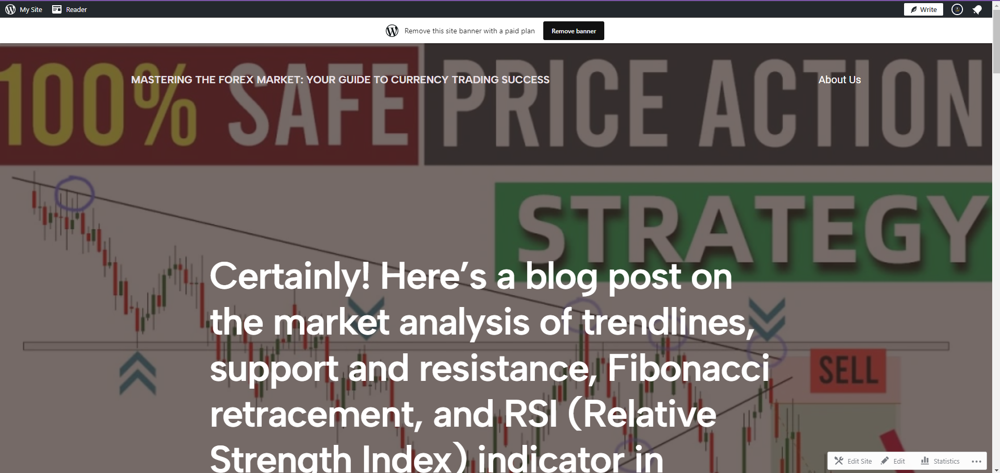 My Site Reader Write
Remove this site banner with a paid plan Remove banner
100% SAFE PRICE ACTION
MASTERING THE FOREX MARKET: YOUR GUIDE TO CURRENCY TRADING SUCCESS About Us
STRATEGY
Certainly! Here’s a blog post on
the market analysis of trendlines,
support and resistance, Fibonacci
SELL
retracement, and RSI (Relative
Strength Index) indicator in
Edit Site Edit Statistics